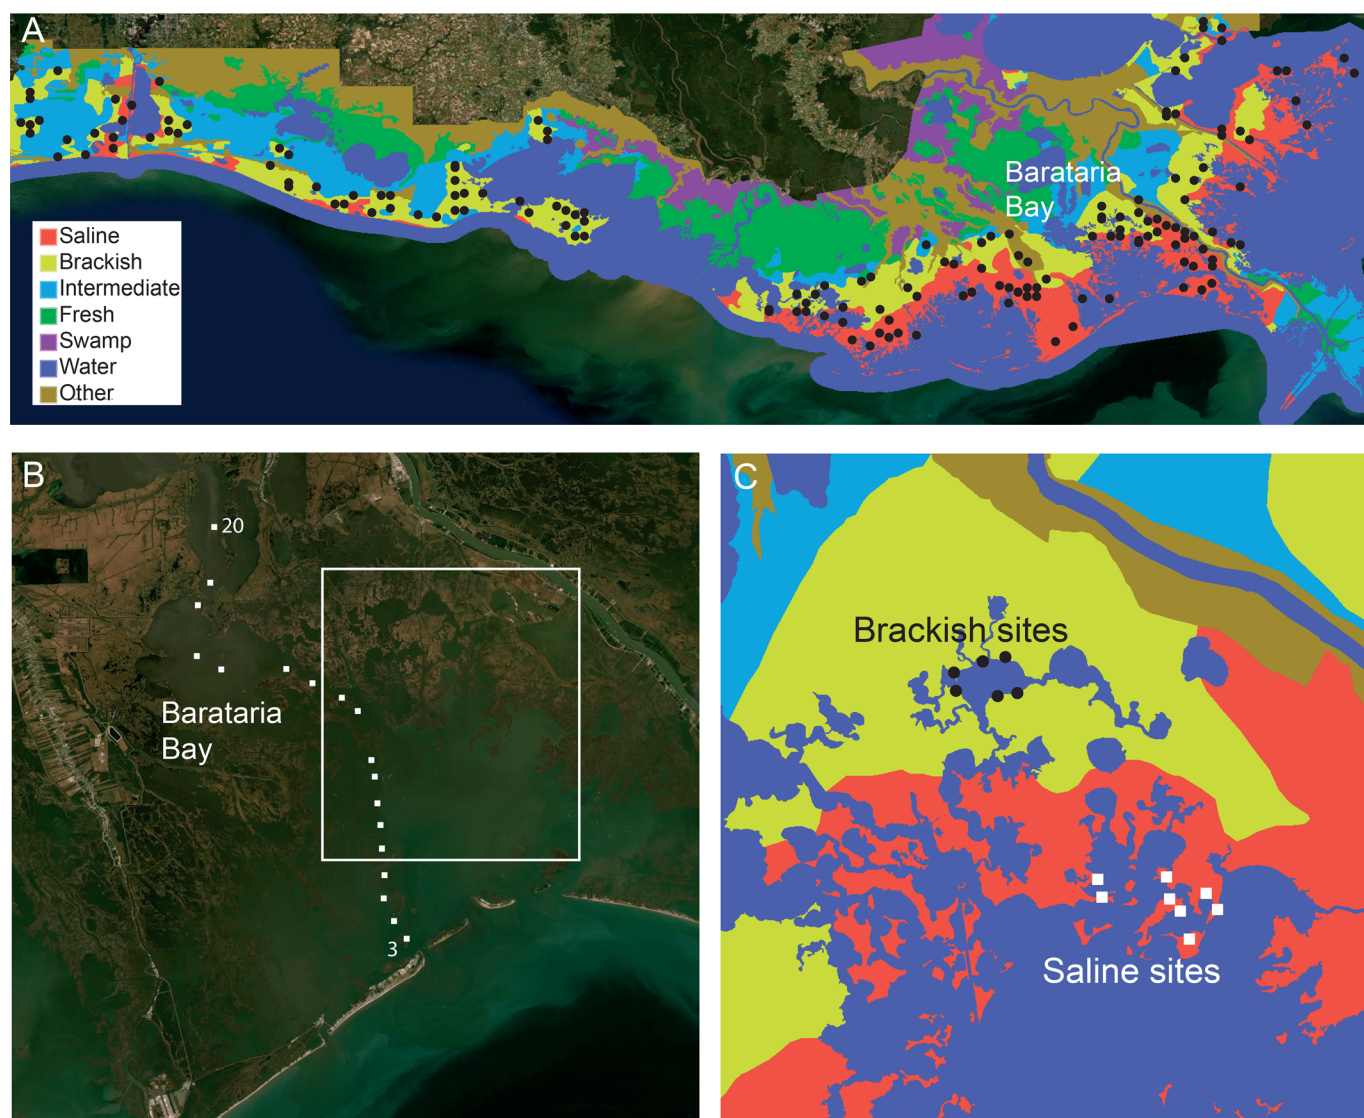 A
Barataria
Bay
Saline
Brackish
Intermediate
Fresh
Swamp
Water
Other
B
20
Barataria
Bay
3
C
Brackish sites
Saline sites